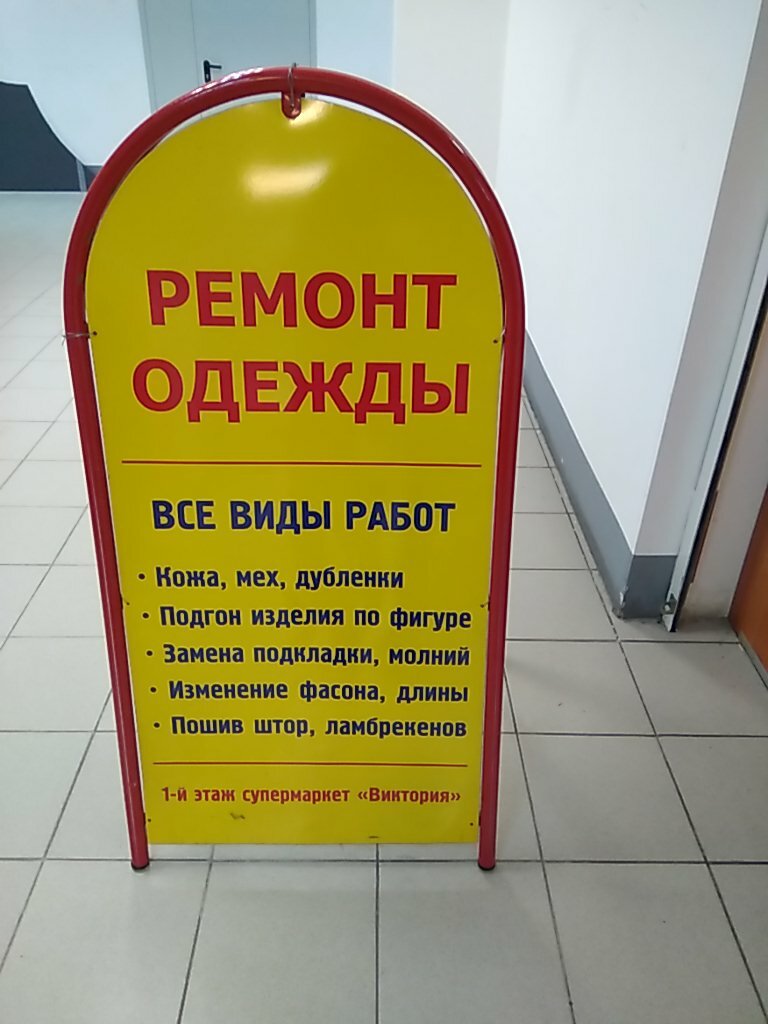 РЕМОНТ
ОДЕЖДЫ
ВСЕ ВИДЫ РАБОТ
• Кожа, мех, дубленки
• Подгон изделия по фигуре
• Замена подкладки, молний
• Изменение фасона, длины
• Пошив штор, ламбрекенов
1-й этаж супермаркет «Виктория»